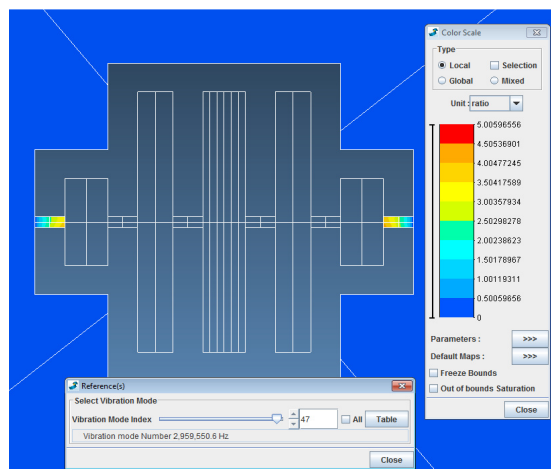 Color Scale
Type
Local
Selection
Global
Mixed
Unit : ratio
5.00596556
4.50536901
4.00477245
3.50417589
3.00357934
2.50298278
2.00238623
1.50178967
1.00119311
0.50059656
0
Parameters :
>>>
Default Maps :
>>>
Freeze Bounds
Out of bounds Saturation
Close
Reference(s)
Select Vibration Mode
Vibration Mode Index
47
All
Table
Vibration mode Number 2,959,550.6 Hz
Close